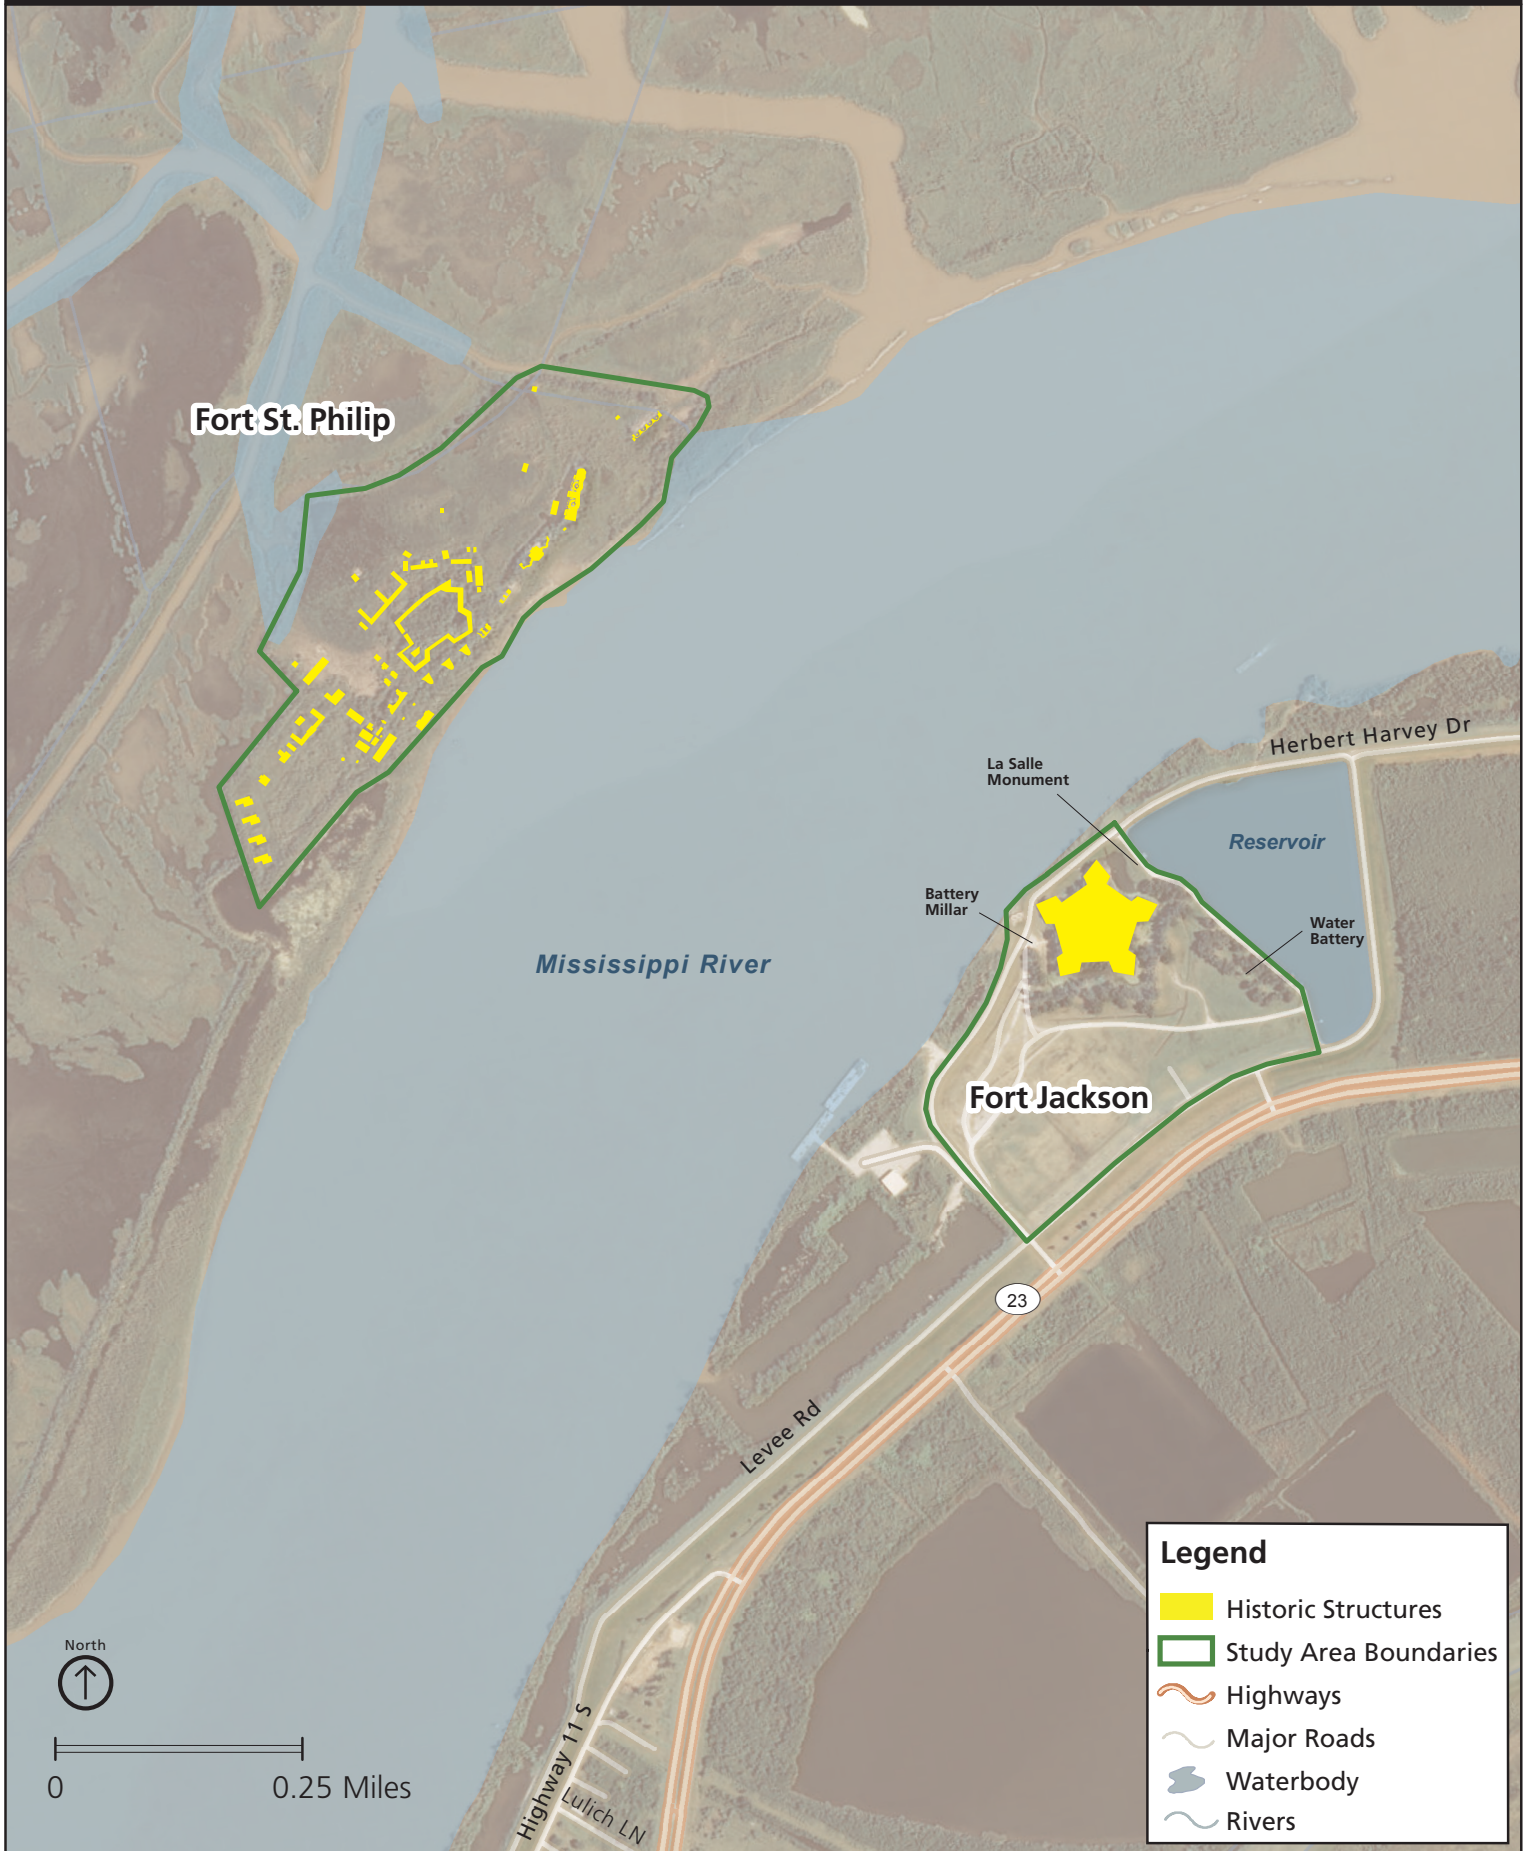 Fort St. Philip
Herbert Harvey Dr
La Salle
Monument
Reservoir
Battery
Millar
Water
Battery
Mississippi River
Fort Jackson
23
Levee Rd
Highway 11 S
Lulich LN
North
0
0.25 Miles
Legend
Historic Structures
Study Area Boundaries
Highways
Major Roads
Waterbody
Rivers